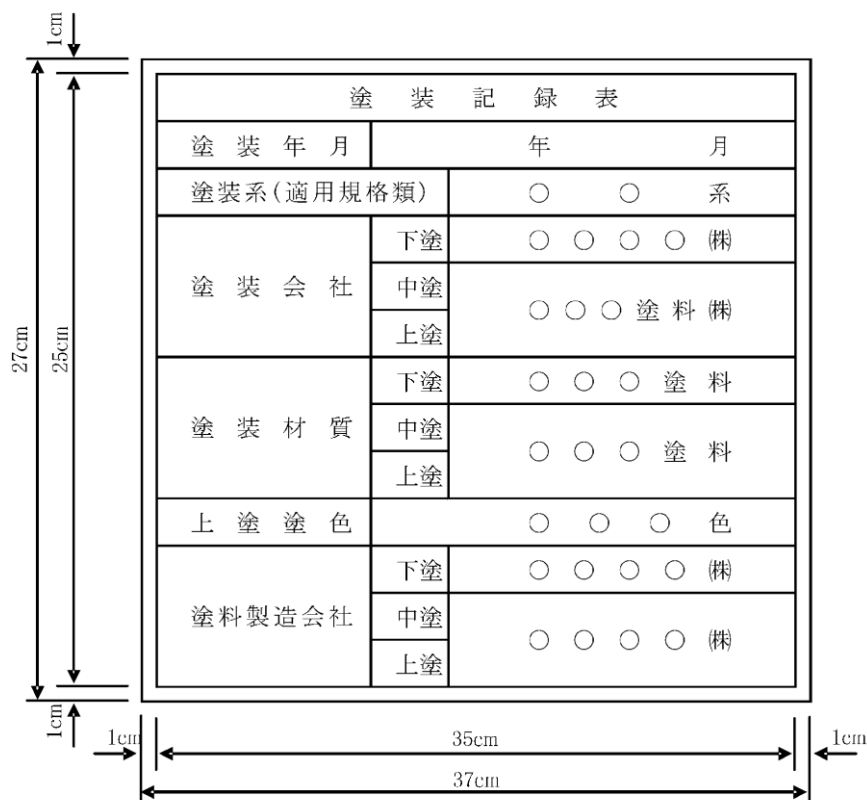 1cm
塗装記録表
塗装年月 年 月
塗装系(適用規格類) ○ ○ 系
塗装会社 下塗 ○ ○ ○ ○ ㈱
中塗 ○ ○ ○ 塗料 ㈱
上塗
塗装材質 下塗 ○ ○ ○ 塗料
中塗 ○ ○ ○ 塗料
上塗
上塗塗色 ○ ○ ○ 色
塗料製造会社 下塗 ○ ○ ○ ○ ㈱
中塗 ○ ○ ○ ○ ㈱
上塗
27cm
25cm
1cm
1cm
35cm
1cm
37cm